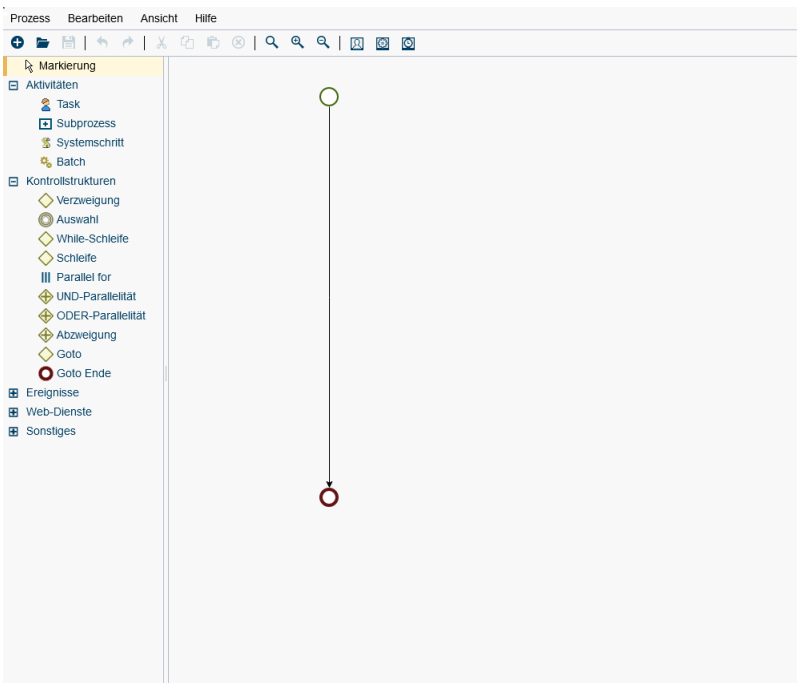 Prozess Bearbeiten Ansicht Hilfe
Markierung
Aktivitäten
Task
Subprozess
Systemschritt
Batch
Kontrollstrukturen
Verzweigung
Auswahl
While-Schleife
Schleife
Parallel for
UND-Parallelität
ODER-Parallelität
Abzweigung
Goto
Goto Ende
Ereignisse
Web-Dienste
Sonstiges